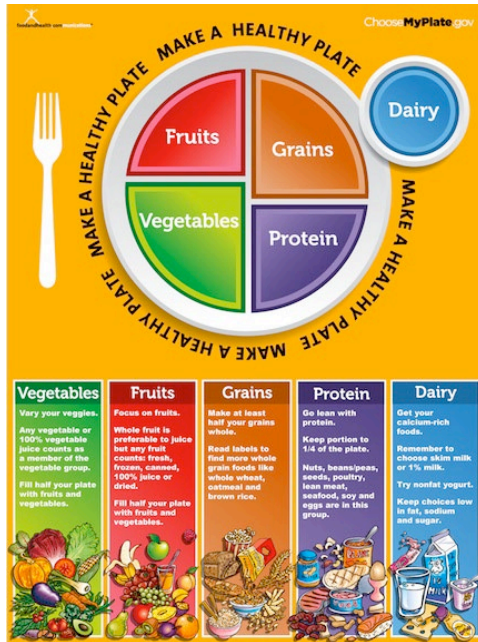 foodandhealth.com
ChooseMyPlate.gov
MAKE A HEALTHY PLATE
MAKE A HEALTHY PLATE
MAKE A HEALTHY PLATE
MAKE A HEALTHY PLATE
Fruits
Grains
Dairy
Vegetables
Protein
Vegetables
Vary your veggies.
Any vegetable or
100% vegetable
juice counts as
a member of the
vegetable group.
Fill half your plate
with fruits and
vegetables.
Fruits
Focus on fruits.
Whole fruit is
preferable to juice
but any fruit
counts: fresh,
frozen, canned,
100% juice or
dried.
Fill half your plate
with fruits and
vegetables.
Grains
Make at least
half your grains
whole.
Read labels to
find more whole
grain foods like
whole wheat,
oatmeal and
brown rice.
Protein
Go lean with
protein.
Keep portion to
1/4 of the plate.
Nuts, beans/peas,
seeds, poultry,
lean meat,
seafood, soy and
eggs are in this
group.
Dairy
Get your
calcium-rich
foods.
Remember to
choose skim milk
or 1% milk.
Try nonfat yogurt.
Keep choices low
in fat, sodium
and sugar.
MILK